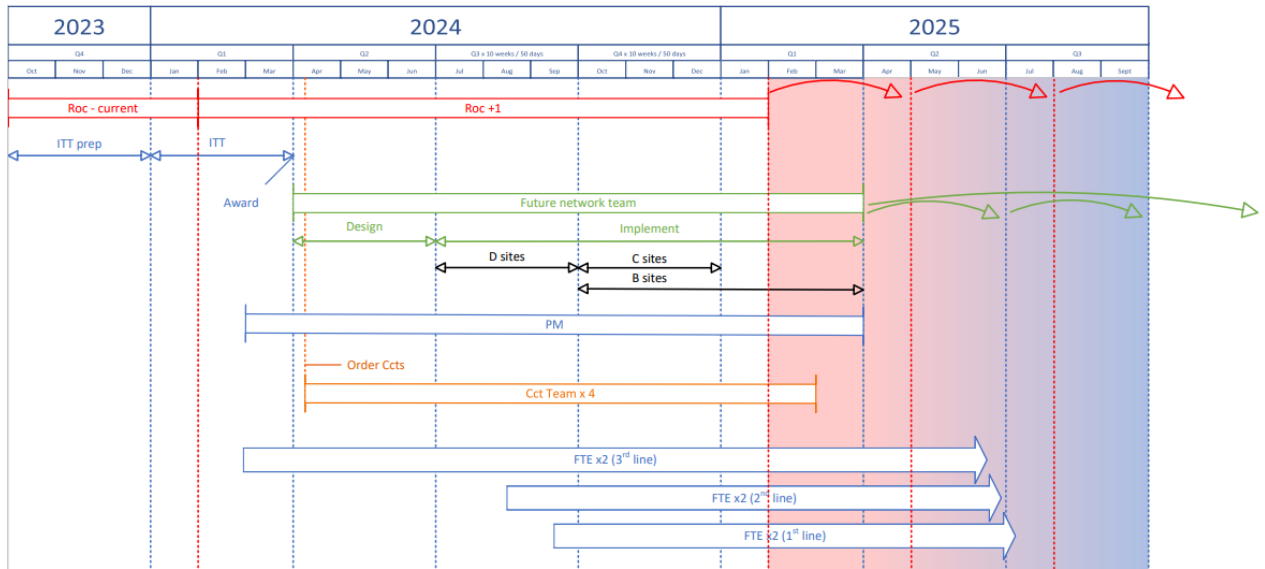 2023 2024 2025
Q4 Q1 Q2 Q3 x 10 weeks / 50 days Q4 x 10 weeks / 50 days Q1 Q2 Q3
Oct Nov Dec Jan Feb Mar Apr May Jun Jul Aug Sep Oct Nov Dec Jan Feb Mar Apr May Jun Jul Aug Sept
Roc - current Roc +1
ITT prep ITT
Award Future network team
Design Implement
D sites C sites
B sites
PM
Order Ccts
Cct Team x 4
FTE x2 (3rd line)
FTE x2 (2nd line)
FTE x2 (1st line)